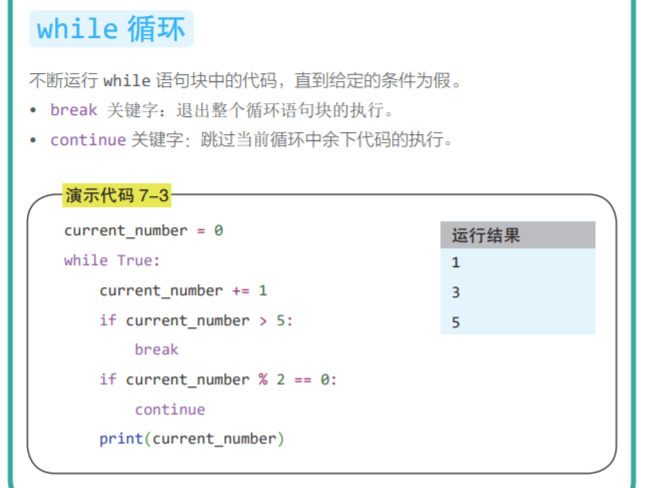 while 循环
不断运行 while 语句块中的代码，直到给定的条件为假。
• break 关键字：退出整个循环语句块的执行。
• continue 关键字：跳过当前循环中余下代码的执行。
演示代码 7–3
current_number = 0
while True:
    current_number += 1
    if current_number > 5:
        break
    if current_number % 2 == 0:
        continue
    print(current_number)
运行结果
1
3
5